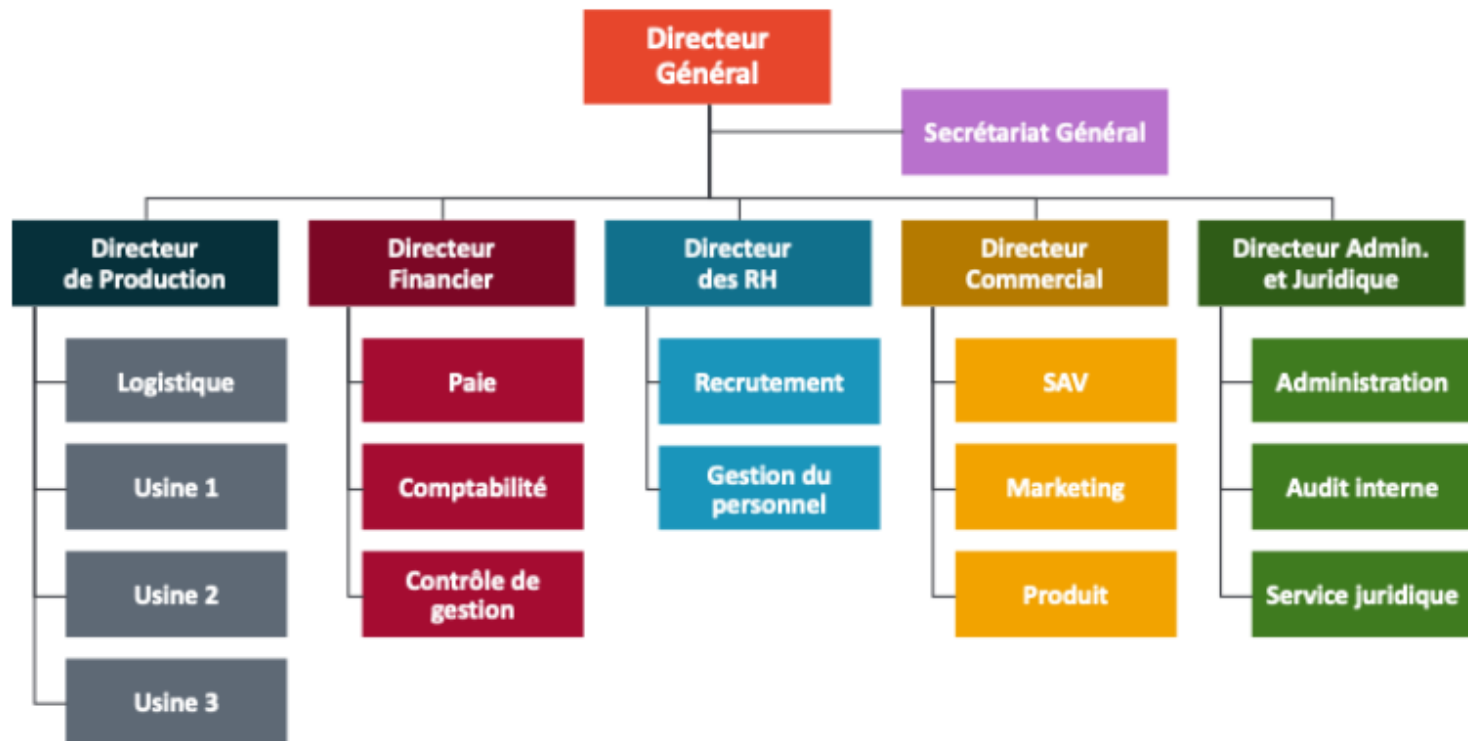 Directeur
Général
Secrétariat Général
Directeur
de Production
Directeur
Financier
Directeur
des RH
Directeur
Commercial
Directeur Admin.
et Juridique
Logistique
Usine 1
Usine 2
Usine 3
Paie
Comptabilité
Contrôle de
gestion
Recrutement
Gestion du
personnel
SAV
Marketing
Produit
Administration
Audit interne
Service juridique